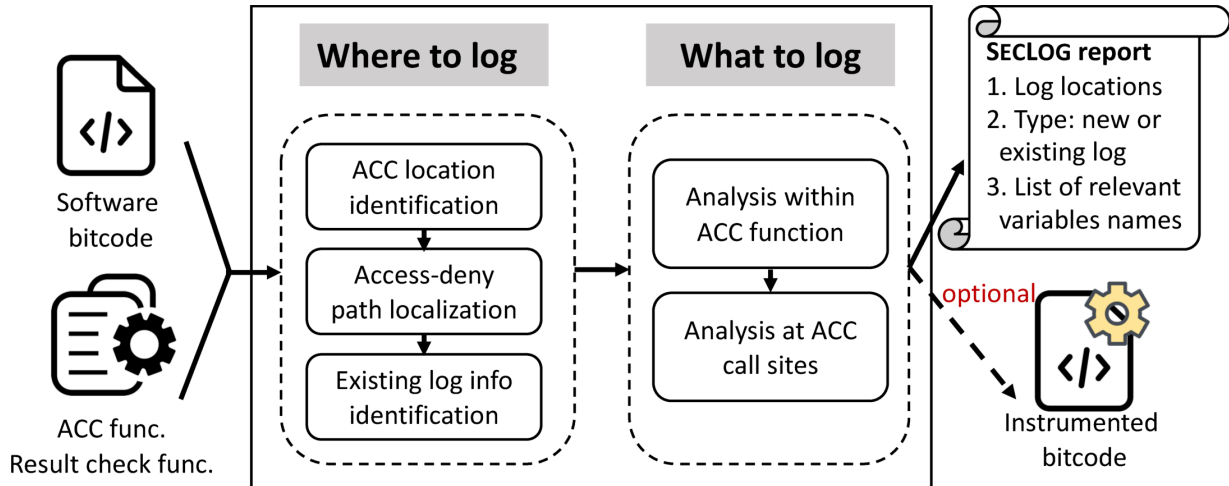 Software
bitcode
</>
ACC func.
Result check func.
Where to log
ACC location
identification
Access-deny
path localization
Existing log info
identification
What to log
Analysis within
ACC function
Analysis at ACC
call sites
SECLOG report
1. Log locations
2. Type: new or
existing log
3. List of relevant
variables names
optional
</>
Instrumented
bitcode